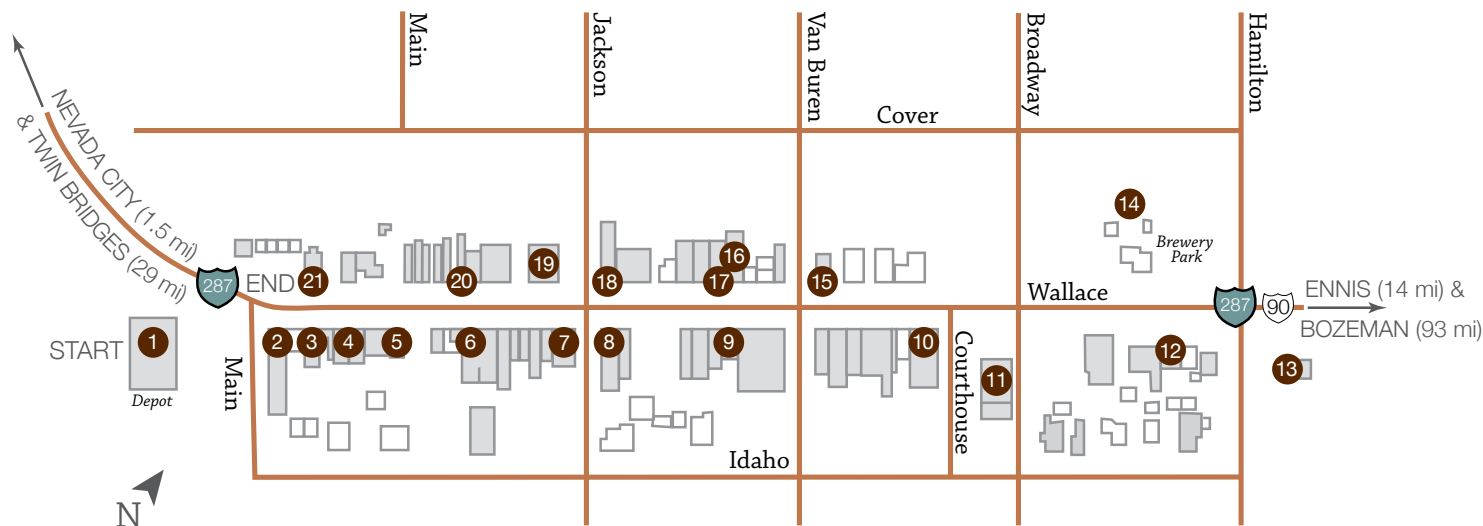 Main
Jackson
Van Buren
Broadway
Hamilton
Cover
NEVADA CITY (1.5 mi)
& TWIN BRIDGES (29 mi)
14
Brewery
Park
16
19
287
END
21
20
18
17
15
Wallace
287
90
ENNIS (14 mi) &
BOZEMAN (93 mi)
START
1
Depot
Main
2
3
4
5
6
7
8
9
10
Courthouse
11
12
13
Idaho
N